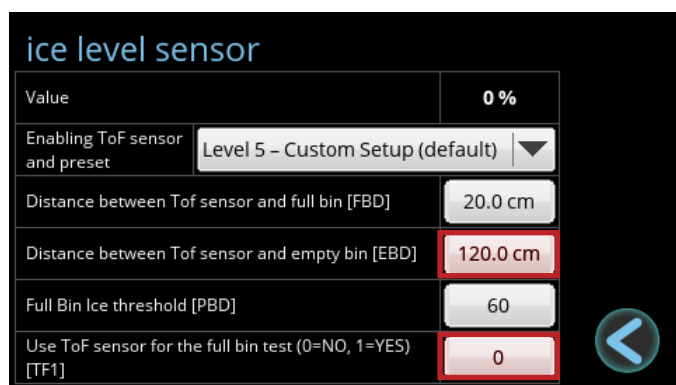 ice level sensor
Value
0 %
Enabling ToF sensor
and preset
Level 5 – Custom Setup (default)
Distance between Tof sensor and full bin [FBD]
20.0 cm
Distance between Tof sensor and empty bin [EBD]
120.0 cm
Full Bin Ice threshold [PBD]
60
Use ToF sensor for the full bin test (0=NO, 1=YES)
[TF1]
0